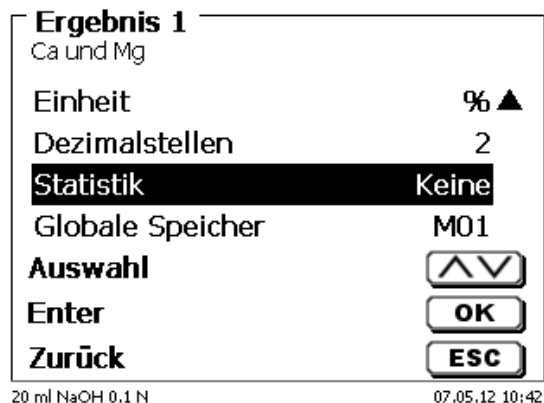 Ergebnis 1
Ca und Mg
Einheit % ▲
Dezimalstellen 2
Statistik Keine
Globale Speicher M01
Auswahl
Enter OK
Zurück ESC
20 ml NaOH 0.1 N 07.05.12 10:42